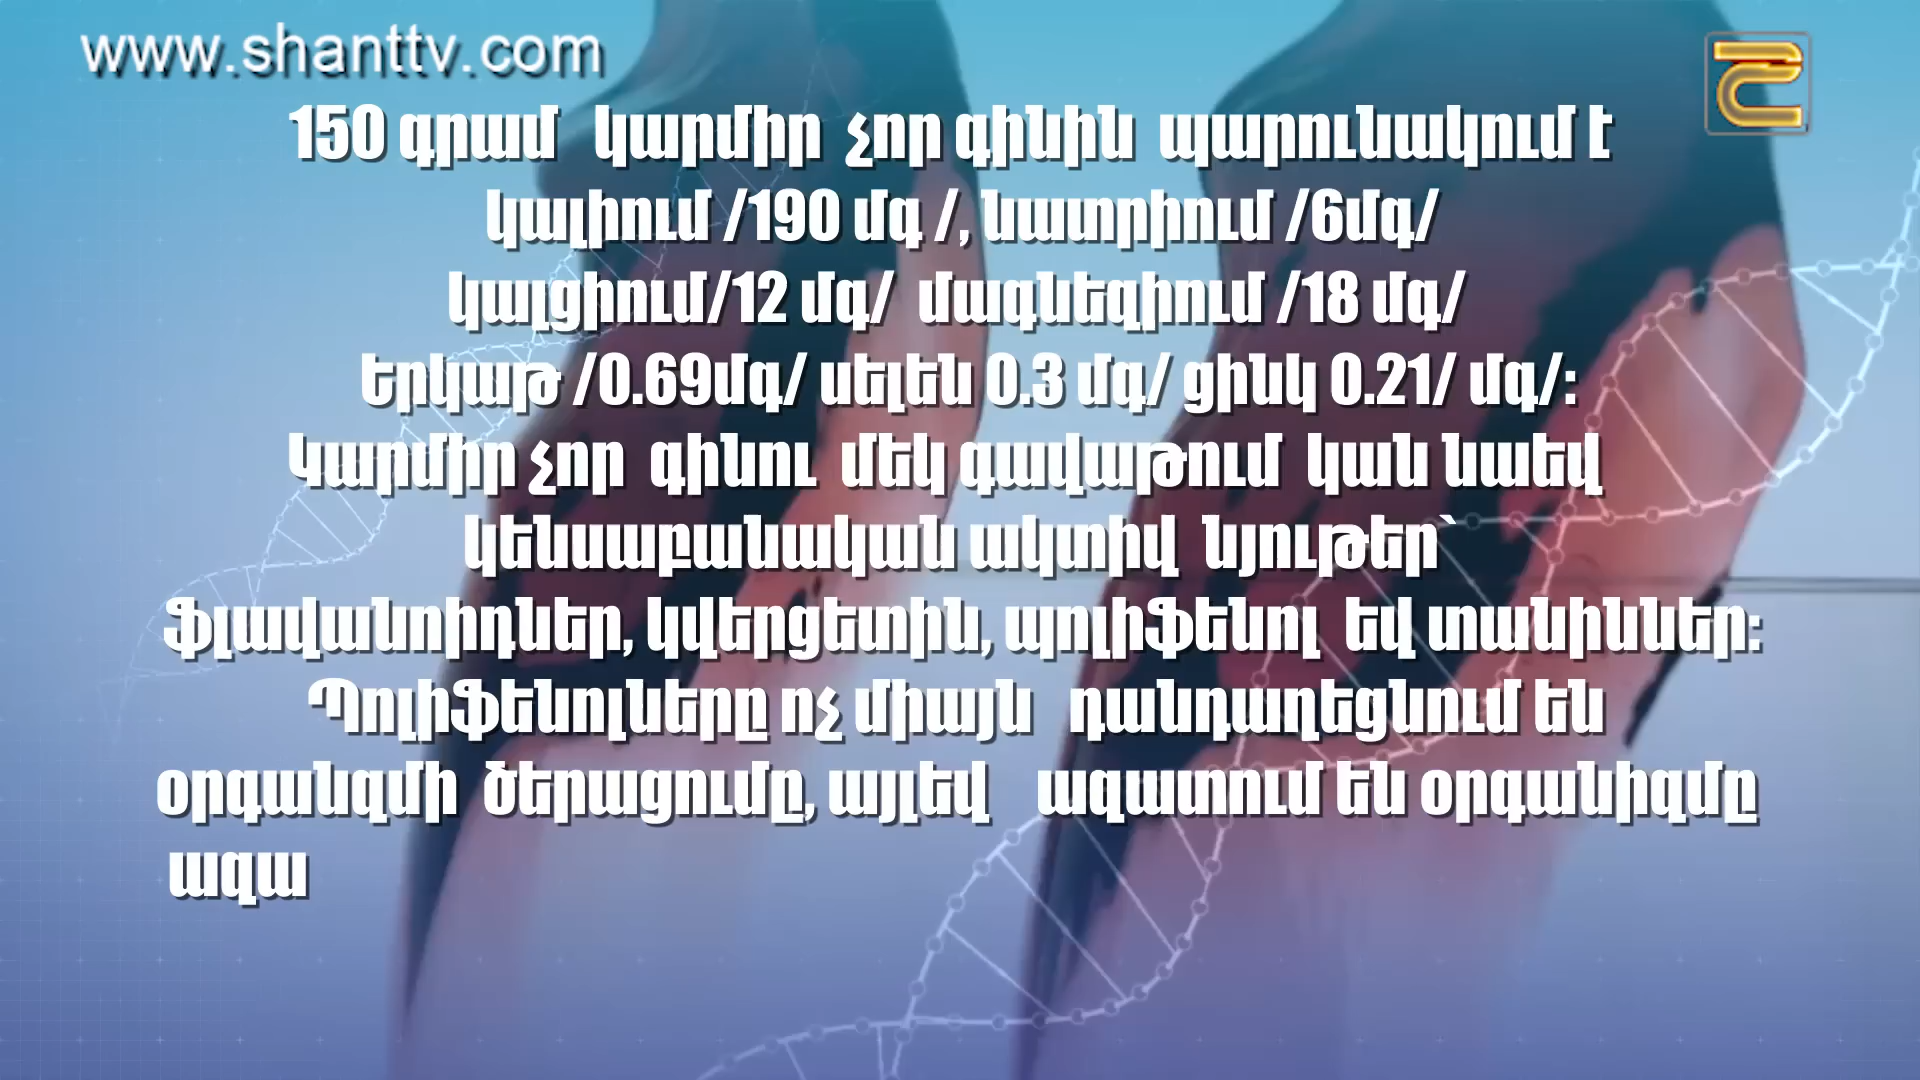 www.shanttv.com
150 գրամ կարմիր չոր գինին պարունակում է
կալիում /190 մգ /, նատրիում /6մգ/
կալցիում/12 մգ/ մագնեզիում /18 մգ/
երկաթ /0.69մգ/ սելեն 0.3 մգ/ ցինկ 0.21/ մգ/:
Կարմիր չոր գինու մեկ գավաթում կան նաեվ
կենսաբանական ակտիվ նյութեր՝
ֆլավանոիդներ, կվերցետին, պոլիֆենոլ եվ տանիններ:
Պոլիֆենոլները ոչ միայն դանդաղեցնում են
օրգանզմի ծերացումը, այլեվ ազատում են օրգանիզմը
ազա